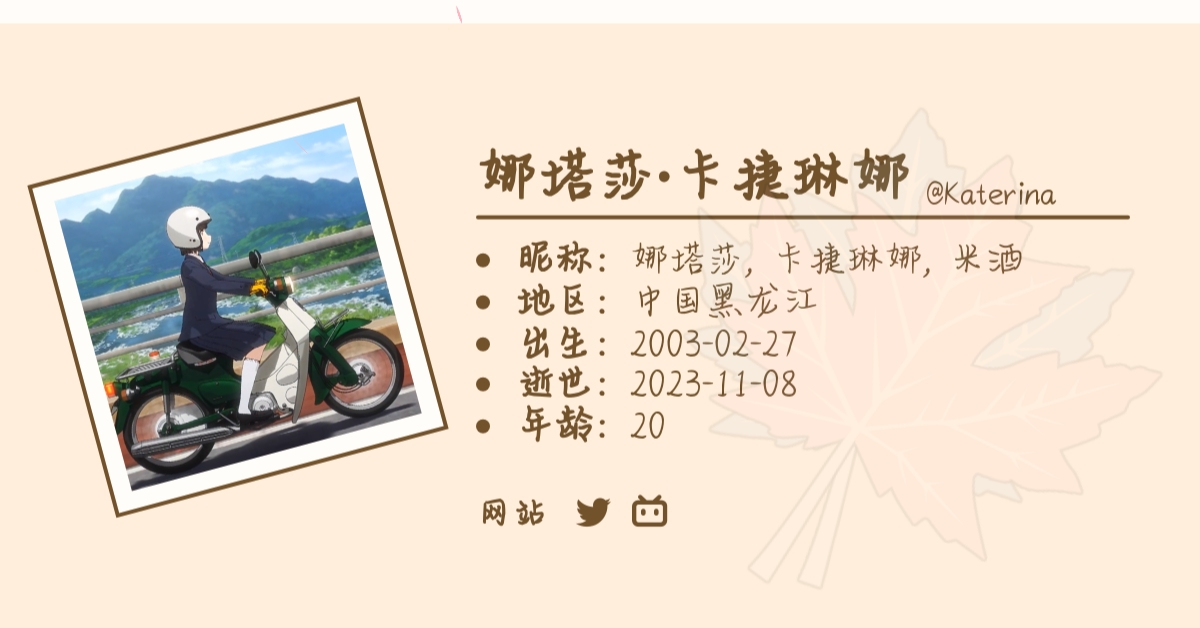 娜塔莎·卡捷琳娜 @Katerina
昵称：娜塔莎, 卡捷琳娜, 米酒
地区：中国黑龙江
出生：2003-02-27
逝世：2023-11-08
年龄：20
网站